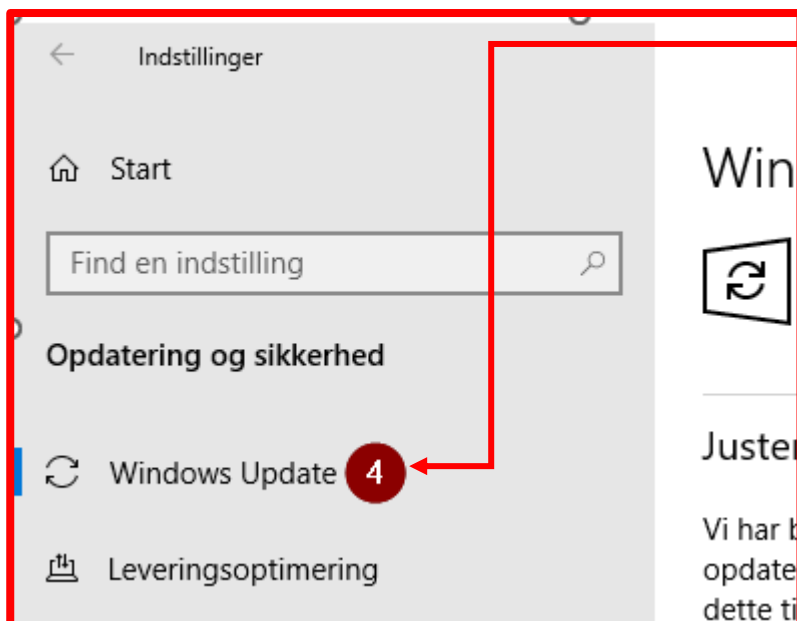 Indstillinger
Start
Find en indstilling
Opdatering og sikkerhed
Windows Update 4
Leveringsoptimering
Win
Juster
Vi har b
opdate
dette ti